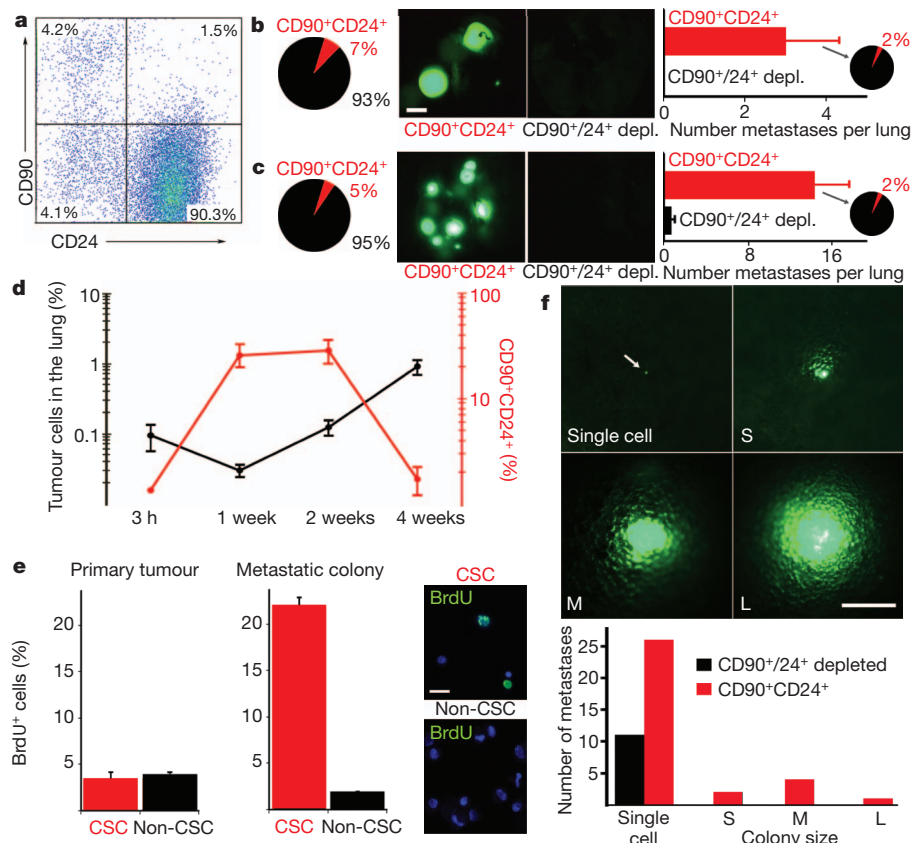 a
4.2%
1.5%
4.1%
90.3%
CD90
CD24
b
CD90⁺CD24⁺
7%
93%
CD90⁺CD24⁺
CD90⁺/24⁺ depl.
CD90⁺CD24⁺
2%
CD90⁺/24⁺ depl.
0 2 4
Number metastases per lung
c
CD90⁺CD24⁺
5%
95%
CD90⁺CD24⁺
CD90⁺/24⁺ depl.
CD90⁺CD24⁺
2%
CD90⁺/24⁺ depl.
0 8 16
Number metastases per lung
d
Tumour cells in the lung (%)
10
1
0.1
100
10
CD90⁺CD24⁺
(%)
3 h 1 week 2 weeks 4 weeks
e
Primary tumour
BrdU⁺ cells (%)
20
15
10
5
CSC Non-CSC
Metastatic colony
20
15
10
5
CSC Non-CSC
CSC
BrdU
Non-CSC
BrdU
f
Single cell
S
M
L
Number of metastases
25
20
15
10
5
CD90⁺/24⁺ depleted
CD90⁺CD24⁺
Single
cell
S M L
Colony size